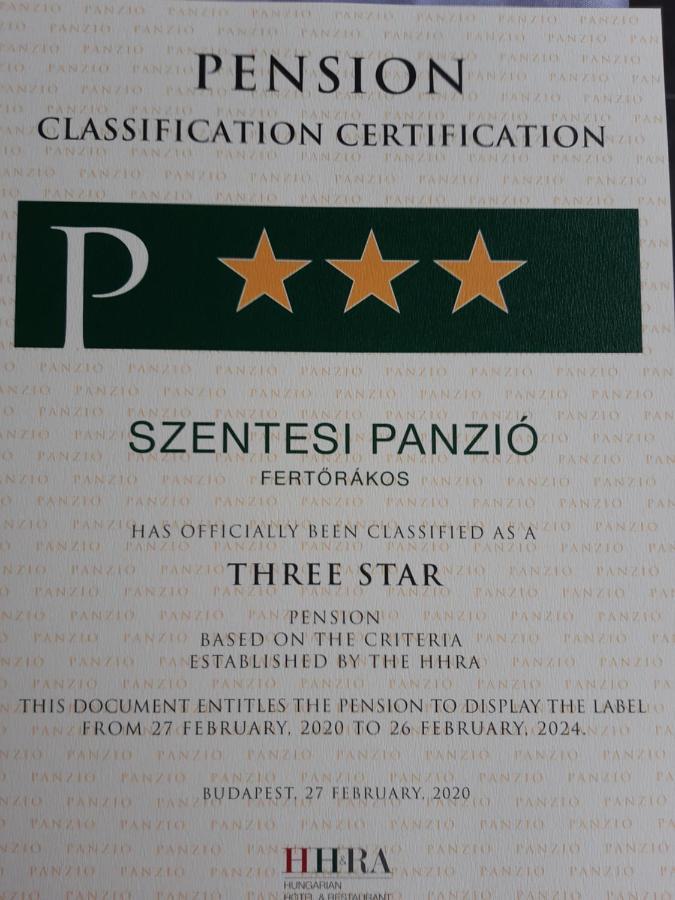 PENSION
CLASSIFICATION CERTIFICATION
P
SZENTESI PANZIÓ
FERTŐRÁKOS
HAS OFFICIALLY BEEN CLASSIFIED AS A
THREE STAR
PENSION
BASED ON THE CRITERIA
ESTABLISHED BY THE HHRA
THIS DOCUMENT ENTITLES THE PENSION TO DISPLAY THE LABEL
FROM 27 FEBRUARY, 2020 TO 26 FEBRUARY, 2024.
BUDAPEST, 27 FEBRUARY, 2020
HH&RA
HUNGARIAN
HOTEL & RESTAURANT